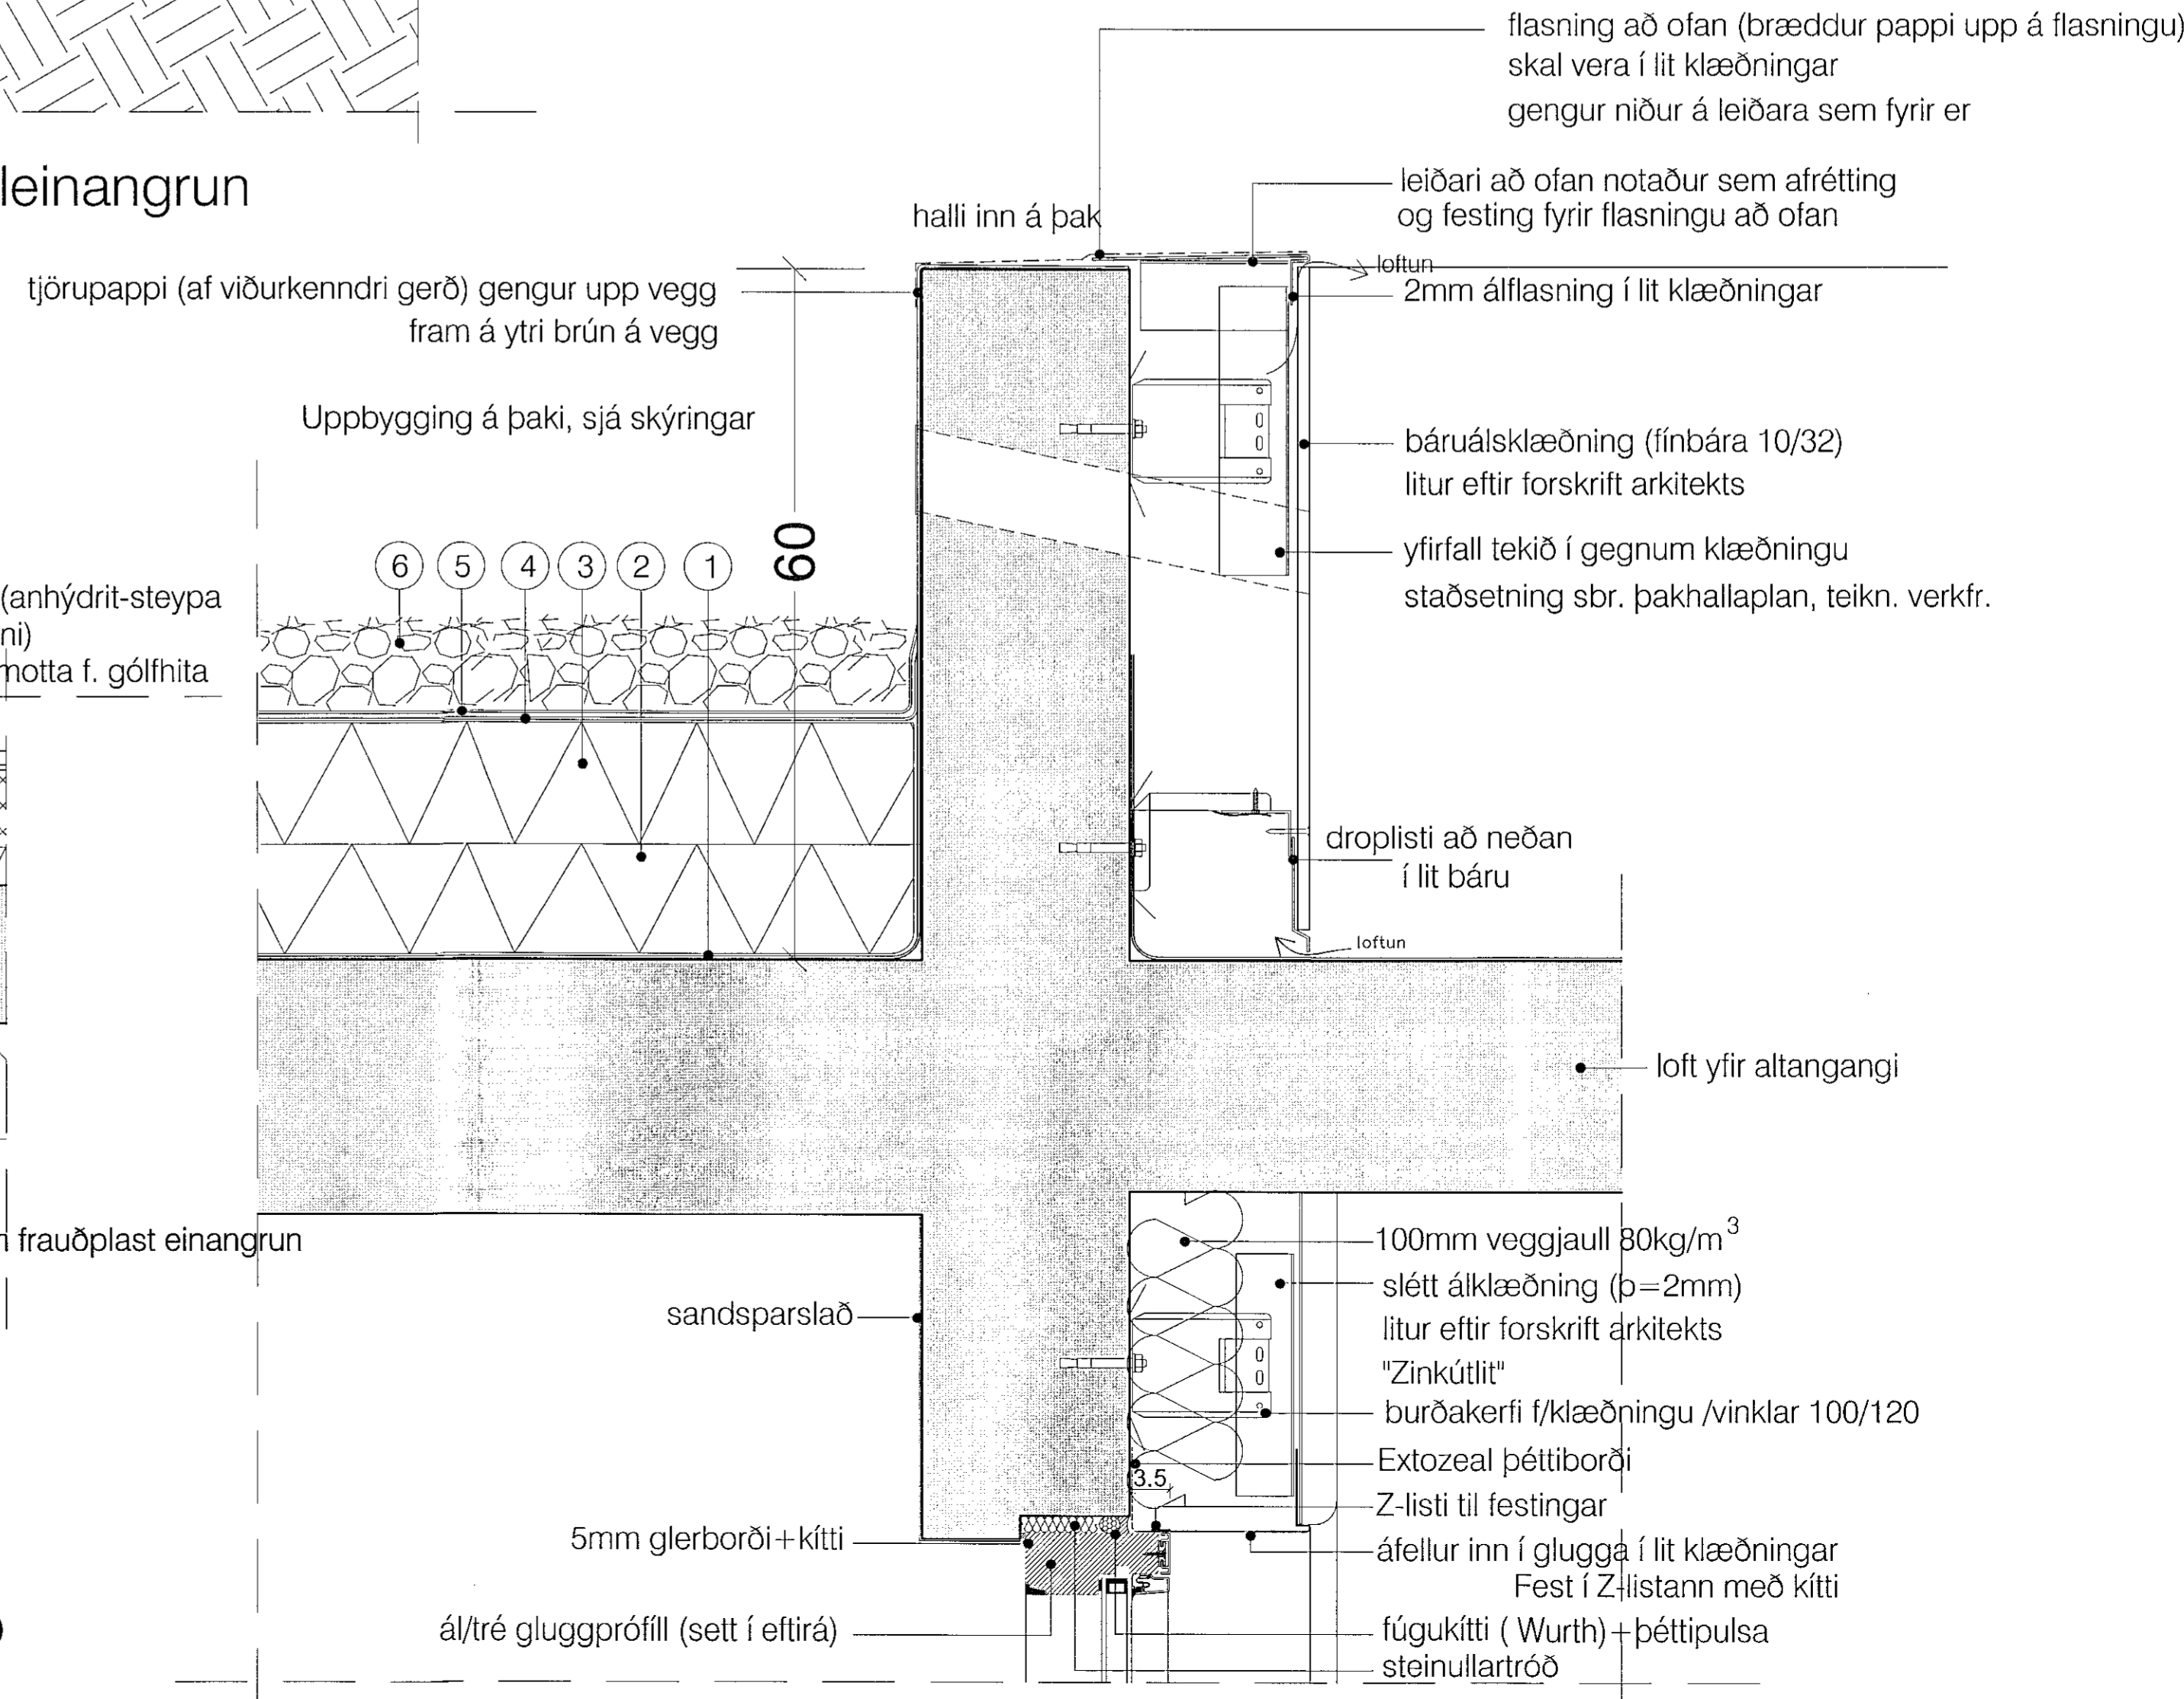 flasning að ofan (bræddur pappi upp á flasningu)
skal vera í lit klæðningar
gengur niður á leiðara sem fyrir er
leinangrun
leiðari að ofan notaður sem afrétting
og festing fyrir flasningu að ofan
halli inn á þak
loftun
tjörupappi (af viðurkenndri gerð) gengur upp vegg
fram á ytri brún á vegg
2mm álflasning í lit klæðningar
Uppbygging á þaki, sjá skýringar
báruálsklæðning (fínbára 10/32)
litur eftir forskrift arkitekts
60
6 5 4 3 2 1
yfirfall tekið í gegnum klæðningu
staðsetning sbr. þakhallaplan, teikn. verkfr.
(anhýdrit-steypa
ni)
motta f. gólfhita
droplisti að neðan
í lit báru
loftun
loft yfir altangangi
frauðplast einangrun
100mm veggjaull 80kg/m³
slétt álklæðning (þ=2mm)
litur eftir forskrift arkitekts
"Zinkútlit"
sandsparslað
burðakerfi f/klæðningu /vinklar 100/120
Extozeal þéttiborði
3.5
Z-listi til festingar
5mm glerborði+kítti
áfellur inn í glugga í lit klæðningar
Fest í Z-listann með kítti
ál/tré gluggprófíll (sett í eftirá)
fúgukítti ( Wurth)+þéttipulsa
steinullartróð